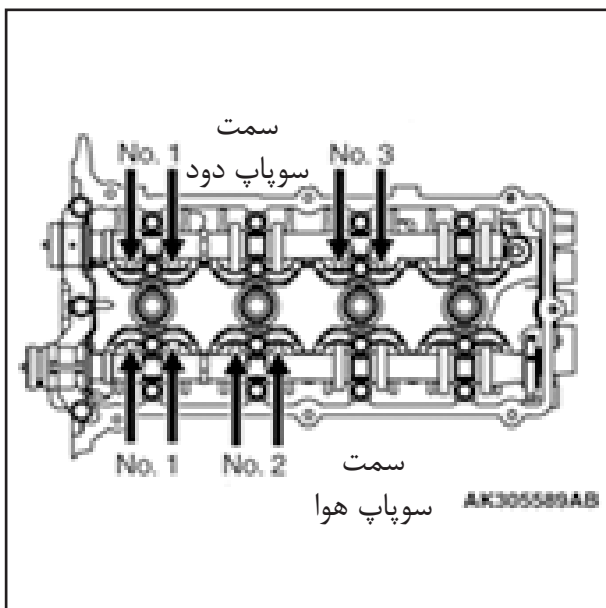 سمت
سوپاپ دود
No. 1
No. 3
No. 1
No. 2
سمت
سوپاپ هوا
AK305589AB